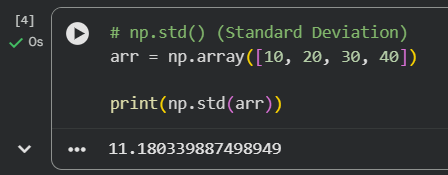 [4]
0s
# np.std() (Standard Deviation)
arr = np.array([10, 20, 30, 40])
print(np.std(arr))
11.180339887498949